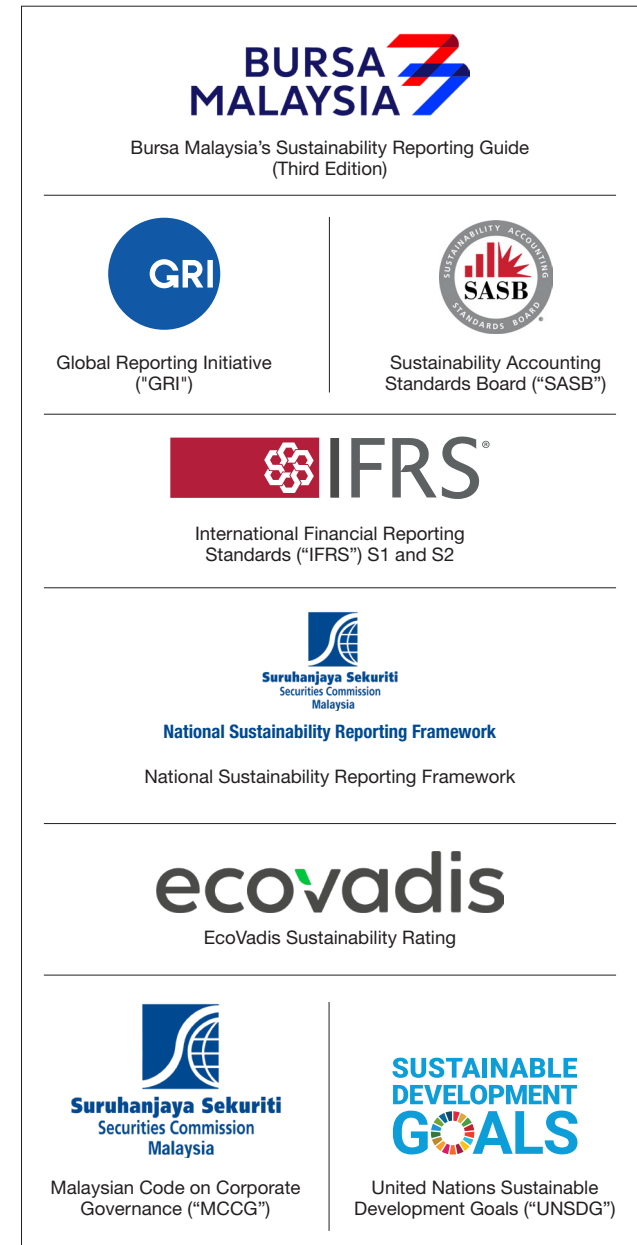 BURSA
MALAYSIA
Bursa Malaysia’s Sustainability Reporting Guide
(Third Edition)
GRI
Global Reporting Initiative
("GRI")
SUSTAINABILITY ACCOUNTING
SASB
STANDARDS BOARD
®
Sustainability Accounting
Standards Board (“SASB”)
IFRS®
International Financial Reporting
Standards (“IFRS”) S1 and S2
Suruhanjaya Sekuriti
Securities Commission
Malaysia
National Sustainability Reporting Framework
National Sustainability Reporting Framework
ecovadis
EcoVadis Sustainability Rating
Suruhanjaya Sekuriti
Securities Commission
Malaysia
Malaysian Code on Corporate
Governance (“MCCG”)
SUSTAINABLE
DEVELOPMENT
GOALS
United Nations Sustainable
Development Goals (“UNSDG”)